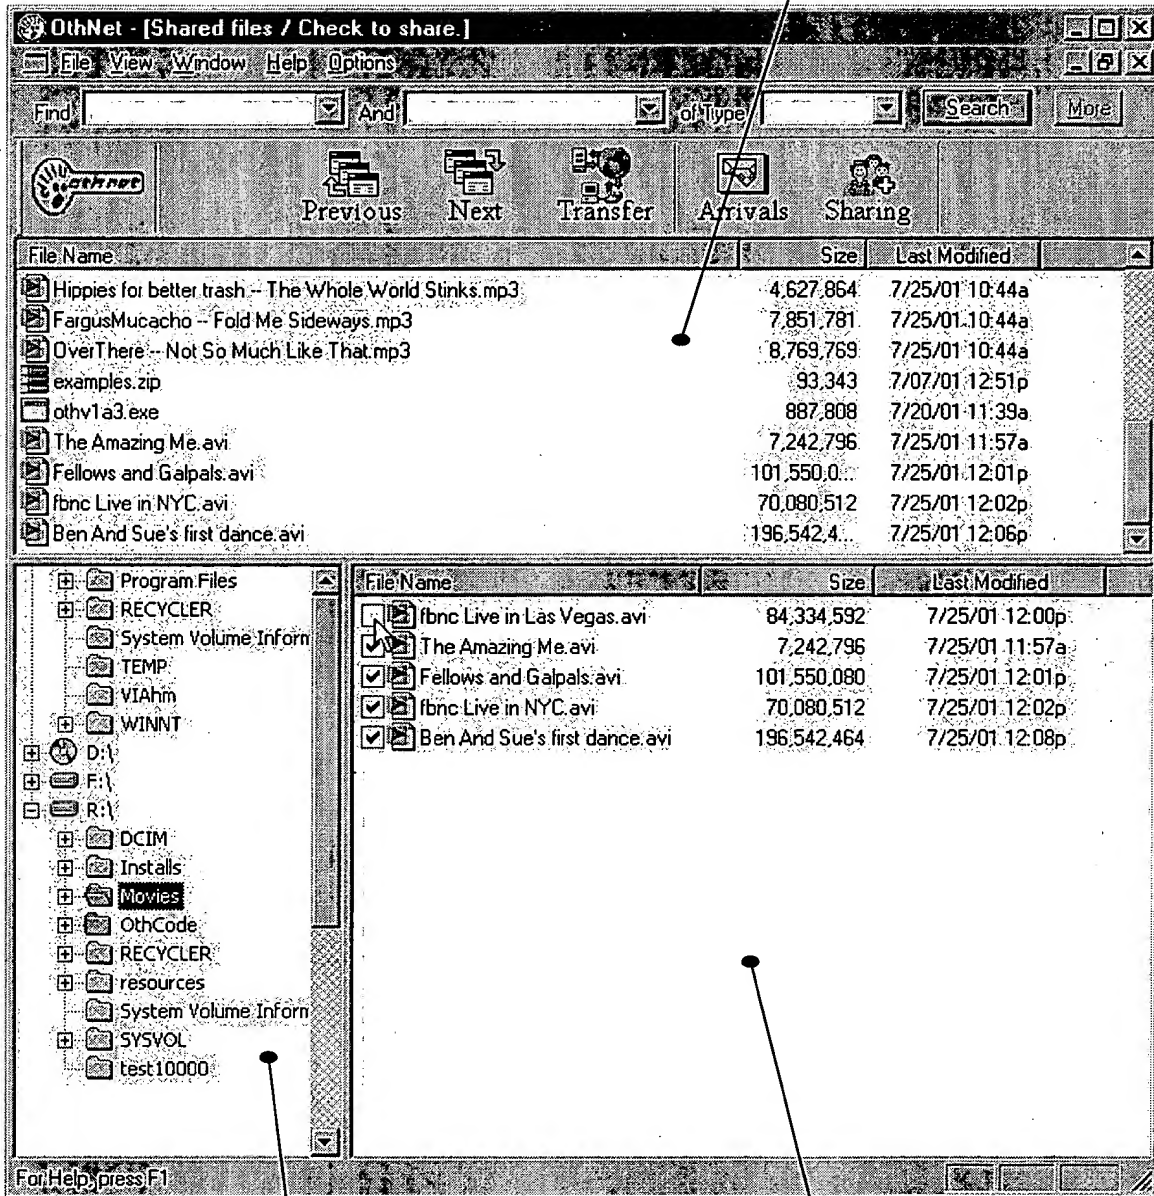 OthNet - [Shared files / Check to share.]
File View Window Help Options
Find And of Type Search More
othnet Previous Next Transfer Arrivals Sharing
File Name Size Last Modified
Hippies for better trash -- The Whole World Stinks.mp3 4,627,864 7/25/01 10:44a
FargusMucacho -- Fold Me Sideways.mp3 7,851,781 7/25/01 10:44a
OverThere -- Not So Much Like That.mp3 8,769,769 7/25/01 10:44a
examples.zip 93,343 7/07/01 12:51p
othv1a3.exe 887,808 7/20/01 11:39a
The Amazing Me.avi 7,242,796 7/25/01 11:57a
Fellows and Galpals.avi 101,550,0... 7/25/01 12:01p
fbnc Live in NYC.avi 70,080,512 7/25/01 12:02p
Ben And Sue's first dance.avi 196,542,4... 7/25/01 12:06p
Program Files
RECYCLER
System Volume Inform
TEMP
VIAhm
WINNT
D:\
F:\
R:\
DCIM
Installs
Movies
OthCode
RECYCLER
resources
System Volume Inform
SYSVOL
test10000
File Name Size Last Modified
fbnc Live in Las Vegas.avi 84,334,592 7/25/01 12:00p
The Amazing Me.avi 7,242,796 7/25/01 11:57a
Fellows and Galpals.avi 101,550,080 7/25/01 12:01p
fbnc Live in NYC.avi 70,080,512 7/25/01 12:02p
Ben And Sue's first dance.avi 196,542,464 7/25/01 12:08p
For Help, press F1